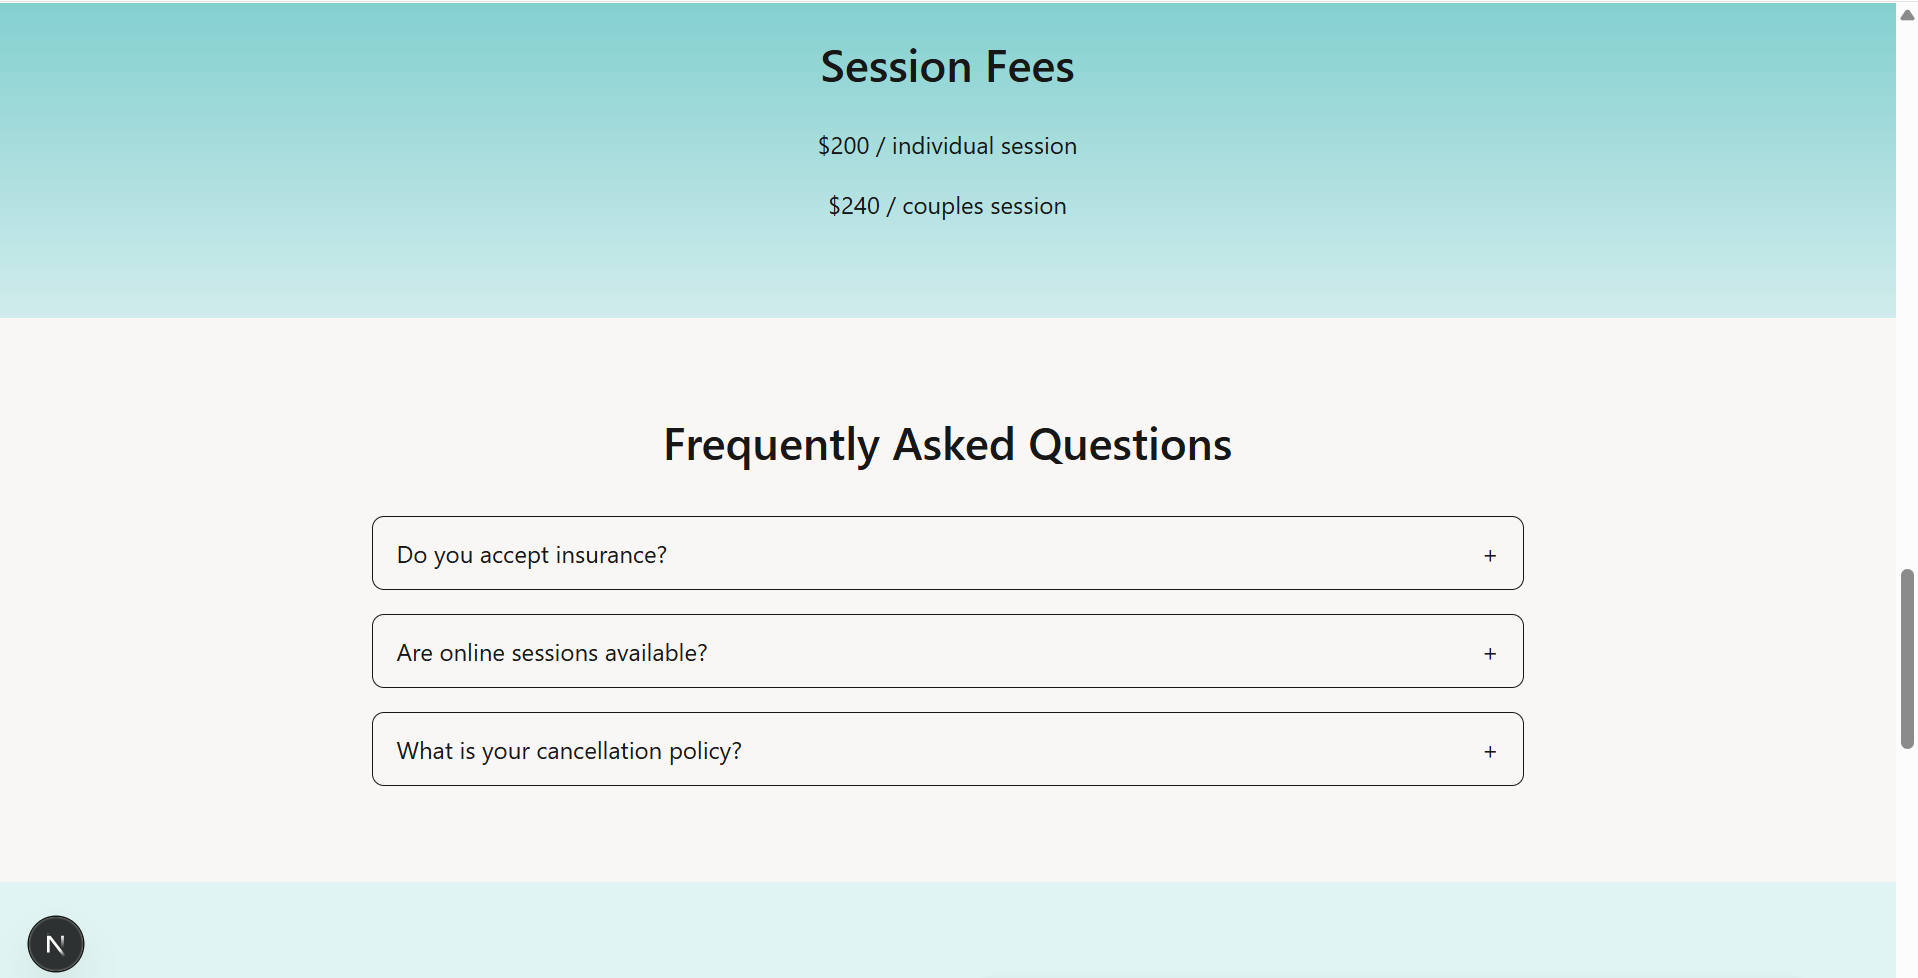 Session Fees
$200 / individual session
$240 / couples session
Frequently Asked Questions
Do you accept insurance? +
Are online sessions available? +
What is your cancellation policy? +
N